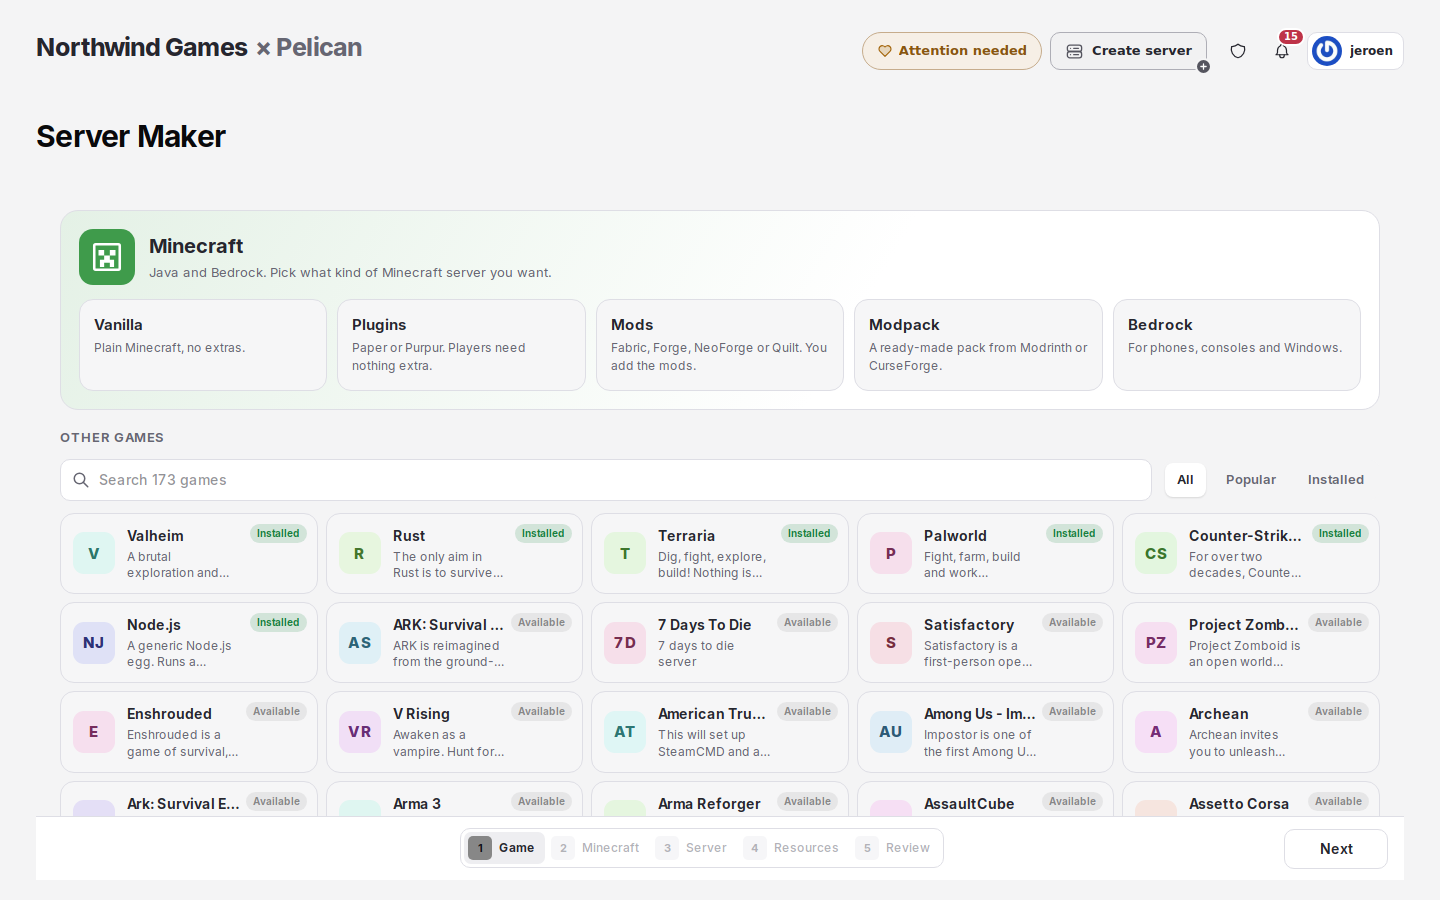 Northwind Games × Pelican
Attention needed
Create server
15
jeroen
Server Maker
Minecraft
Java and Bedrock. Pick what kind of Minecraft server you want.
Vanilla
Plain Minecraft, no extras.
Plugins
Paper or Purpur. Players need
nothing extra.
Mods
Fabric, Forge, NeoForge or Quilt. You
add the mods.
Modpack
A ready-made pack from Modrinth or
CurseForge.
Bedrock
For phones, consoles and Windows.
OTHER GAMES
Search 173 games
All
Popular
Installed
V
Valheim
Installed
A brutal
exploration and...
R
Rust
Installed
The only aim in
Rust is to survive...
T
Terraria
Installed
Dig, fight, explore,
build! Nothing is...
P
Palworld
Installed
Fight, farm, build
and work...
CS
Counter-Strik...
Installed
For over two
decades, Counte...
NJ
Node.js
Installed
A generic Node.js
egg. Runs a...
AS
ARK: Survival ...
Available
ARK is reimagined
from the ground-...
7D
7 Days To Die
Available
7 days to die
server
S
Satisfactory
Available
Satisfactory is a
first-person ope...
PZ
Project Zomb...
Available
Project Zomboid is
an open world...
E
Enshrouded
Available
Enshrouded is a
game of survival,...
VR
V Rising
Available
Awaken as a
vampire. Hunt for...
AT
American Tru...
Available
This will set up
SteamCMD and a...
AU
Among Us - Im...
Available
Impostor is one of
the first Among U...
A
Archean
Available
Archean invites
you to unleash...
Ark: Survival E...
Available
Arma 3
Available
Arma Reforger
Available
AssaultCube
Available
Assetto Corsa
Available
1 Game
2 Minecraft
3 Server
4 Resources
5 Review
Next